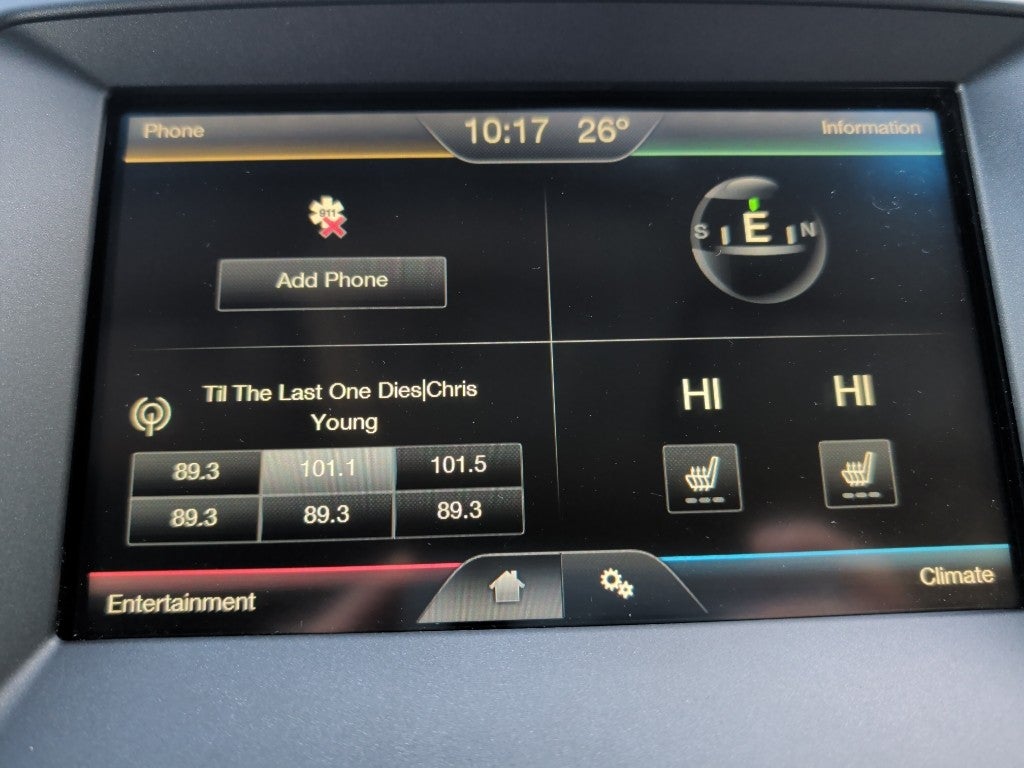 Phone
10:17 26°
Information
911
Add Phone
S E N
Til The Last One Dies|Chris
Young
HI HI
89.3 101.1 101.5
89.3 89.3 89.3
Entertainment
Climate